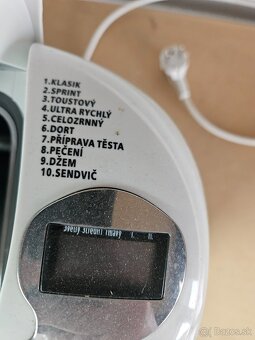 1.KLASIK
2.SPRINT
3.TOUSTOVÝ
4.ULTRA RYCHLÝ
5.CELOZRNNÝ
6.DORT
7.PŘÍPRAVA TĚSTA
8.PEČENÍ
9.DŽEM
10.SENDVIČ
bazos.sk